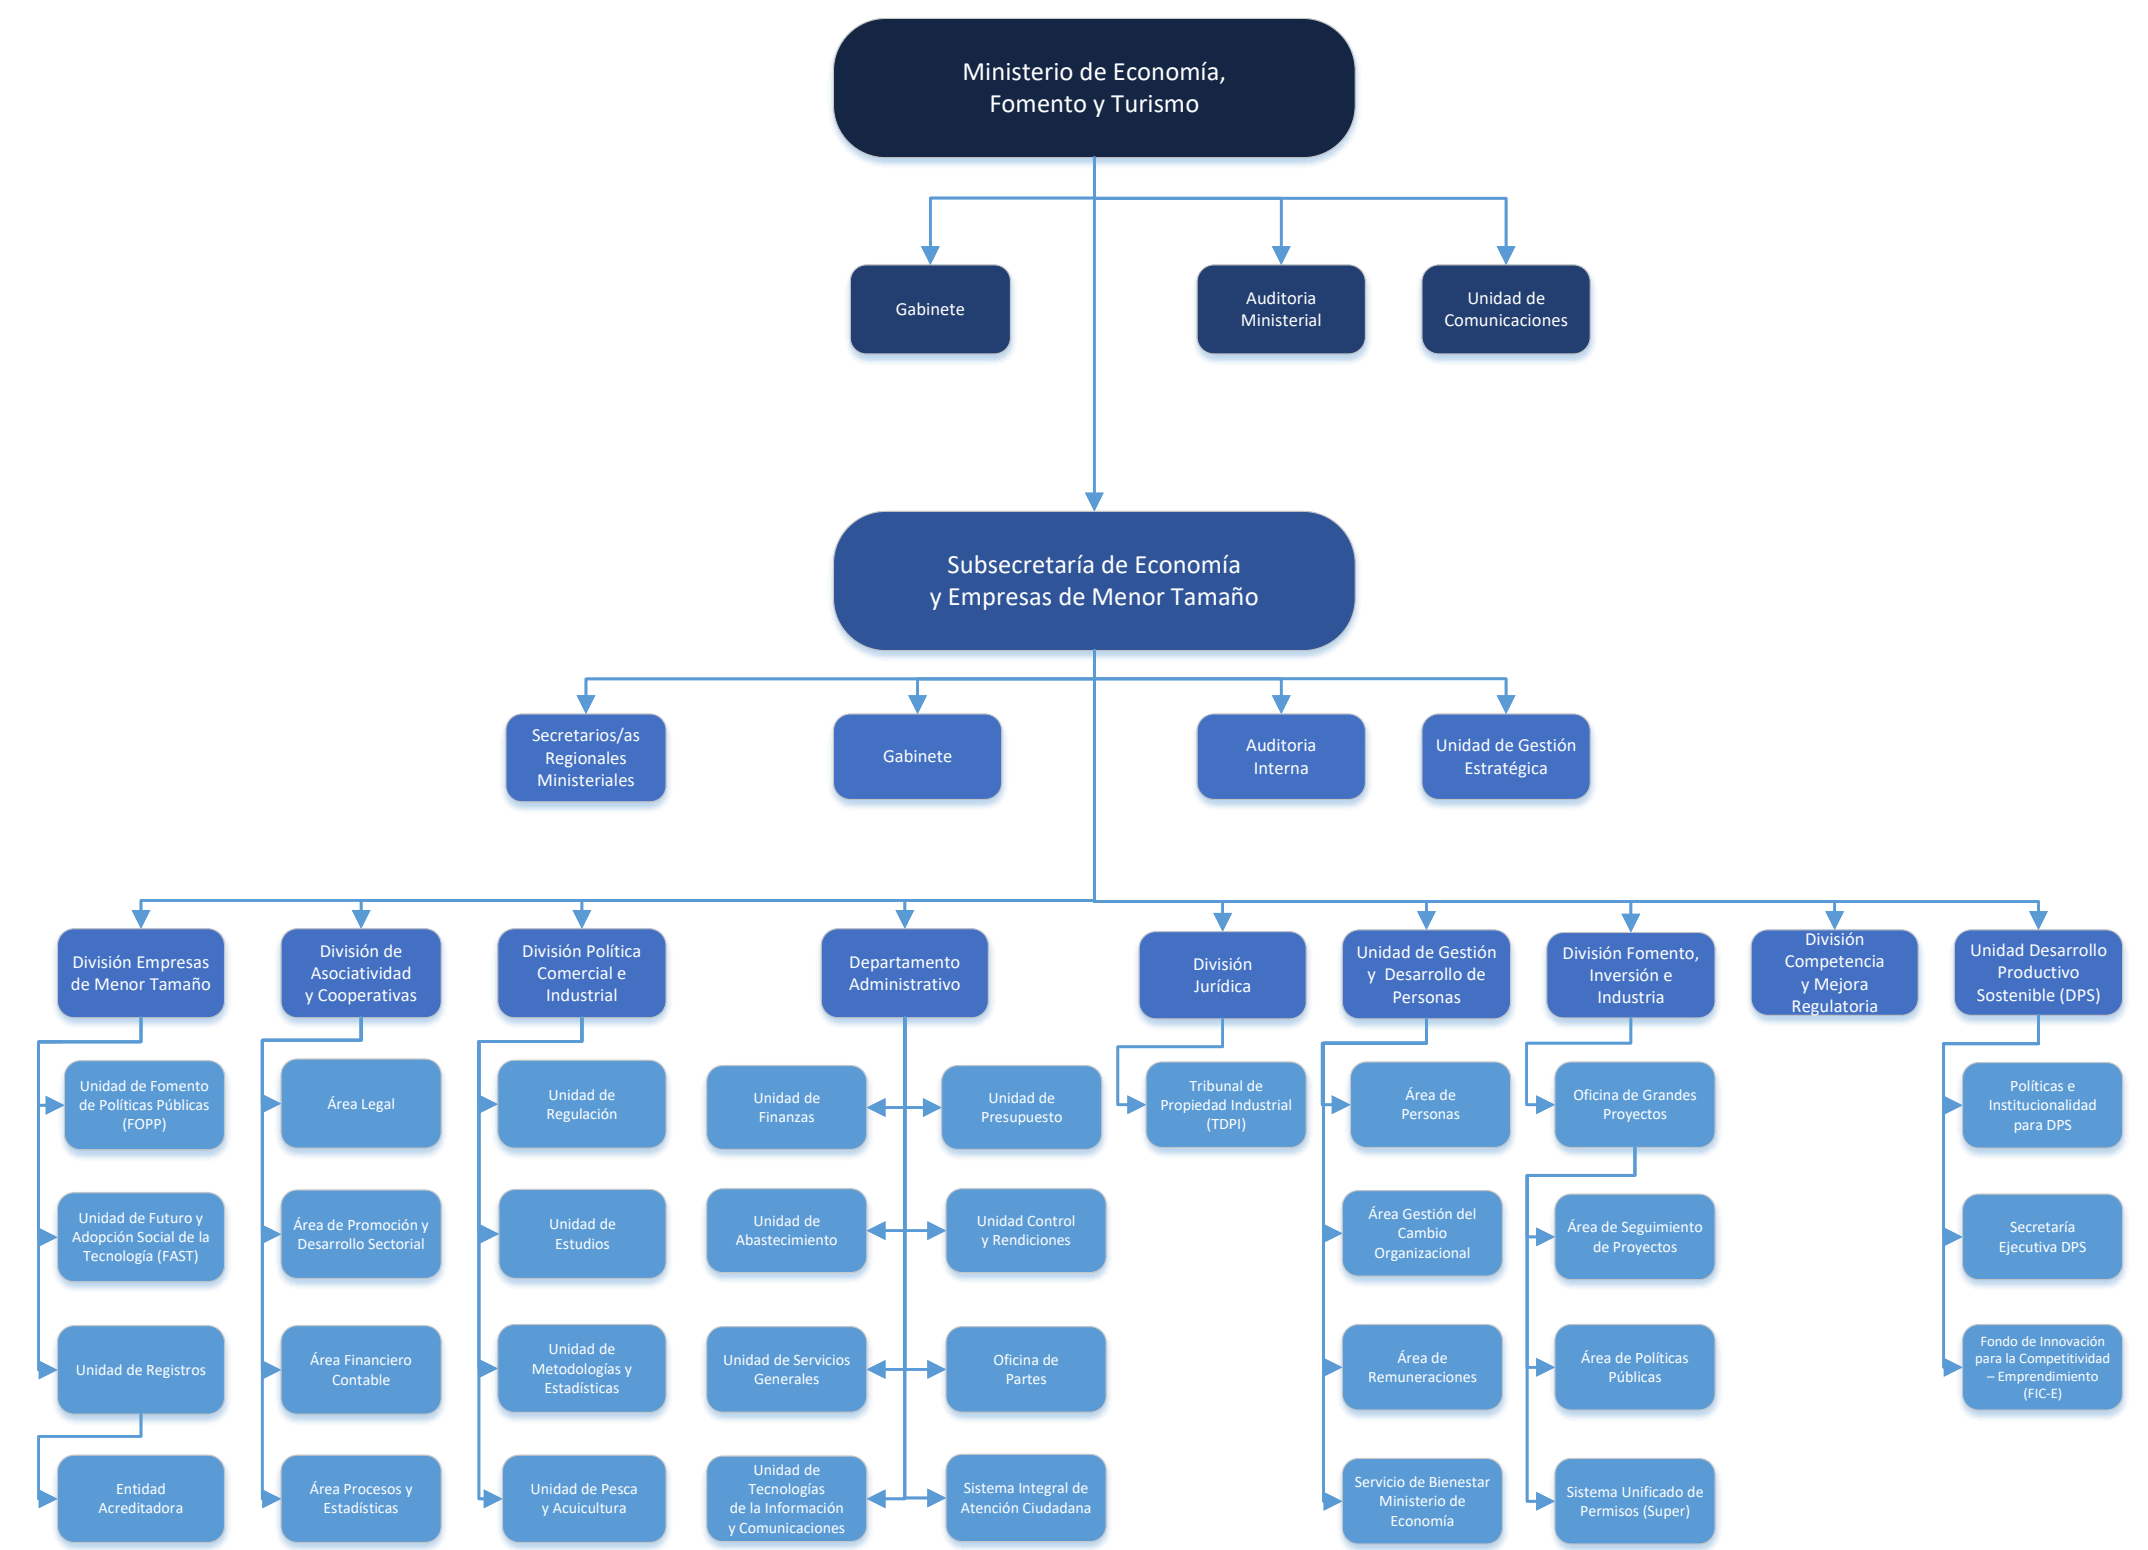 Ministerio de Economía,
Fomento y Turismo
Gabinete
Auditoria
Ministerial
Unidad de
Comunicaciones
Subsecretaría de Economía
y Empresas de Menor Tamaño
Secretarios/as
Regionales
Ministeriales
Gabinete
Auditoria
Interna
Unidad de Gestión
Estratégica
División Empresas
de Menor Tamaño
División de
Asociatividad
y Cooperativas
División Política
Comercial e
Industrial
Departamento
Administrativo
División
Jurídica
Unidad de Gestión
y Desarrollo de
Personas
División Fomento,
Inversión e
Industria
División
Competencia
y Mejora
Regulatoria
Unidad Desarrollo
Productivo
Sostenible (DPS)
Unidad de Fomento
de Políticas Públicas
(FOPP)
Área Legal
Unidad de
Regulación
Unidad de
Finanzas
Unidad de
Presupuesto
Tribunal de
Propiedad Industrial
(TDPI)
Área de
Personas
Oficina de Grandes
Proyectos
Políticas e
Institucionalidad
para DPS
Unidad de Futuro y
Adopción Social de la
Tecnología (FAST)
Área de Promoción y
Desarrollo Sectorial
Unidad de
Estudios
Unidad de
Abastecimiento
Unidad Control
y Rendiciones
Área Gestión del
Cambio
Organizacional
Área de Seguimiento
de Proyectos
Secretaría
Ejecutiva DPS
Unidad de Registros
Área Financiero
Contable
Unidad de
Metodologías y
Estadísticas
Unidad de Servicios
Generales
Oficina de
Partes
Área de
Remuneraciones
Área de Políticas
Públicas
Fondo de Innovación
para la Competitividad
– Emprendimiento
(FIC-E)
Entidad
Acreditadora
Área Procesos y
Estadísticas
Unidad de Pesca
y Acuicultura
Unidad de
Tecnologías
de la Información
y Comunicaciones
Sistema Integral de
Atención Ciudadana
Servicio de Bienestar
Ministerio de
Economía
Sistema Unificado de
Permisos (Super)